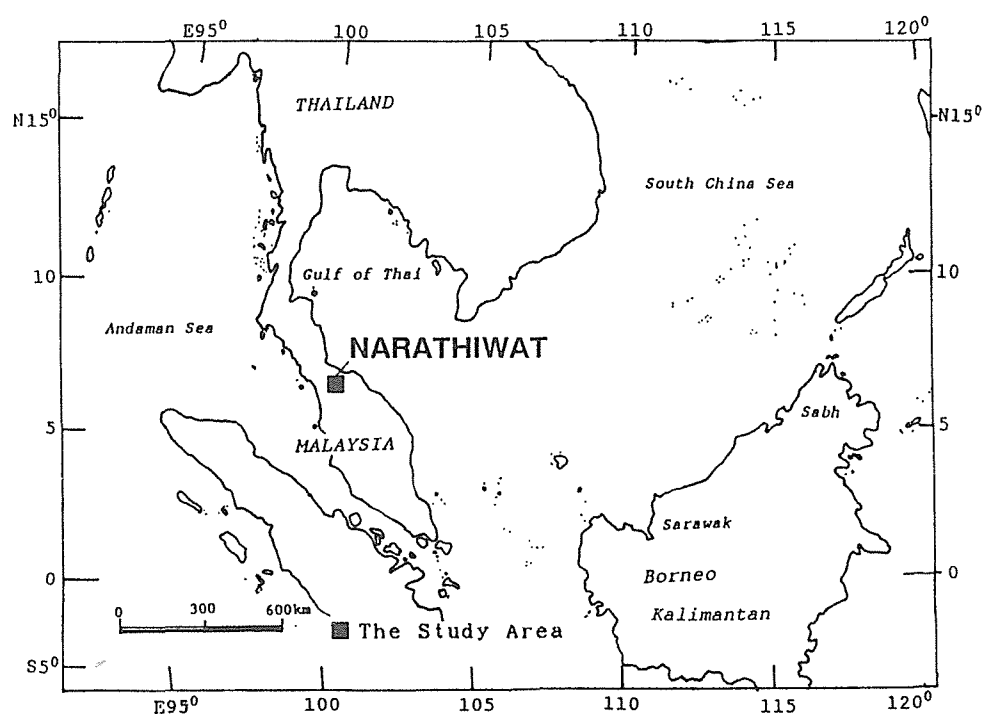 E95⁰ 100 105 110 115 120⁰
THAILAND
N15⁰
N15⁰
South China Sea
Gulf of Thai
10
10
Andaman Sea
NARATHIWAT
Sabh
5
5
MALAYSIA
Sarawak
Borneo
0
0
Kalimantan
0 300 600km
The Study Area
S5⁰
E95⁰ 100 105 110 115 120⁰